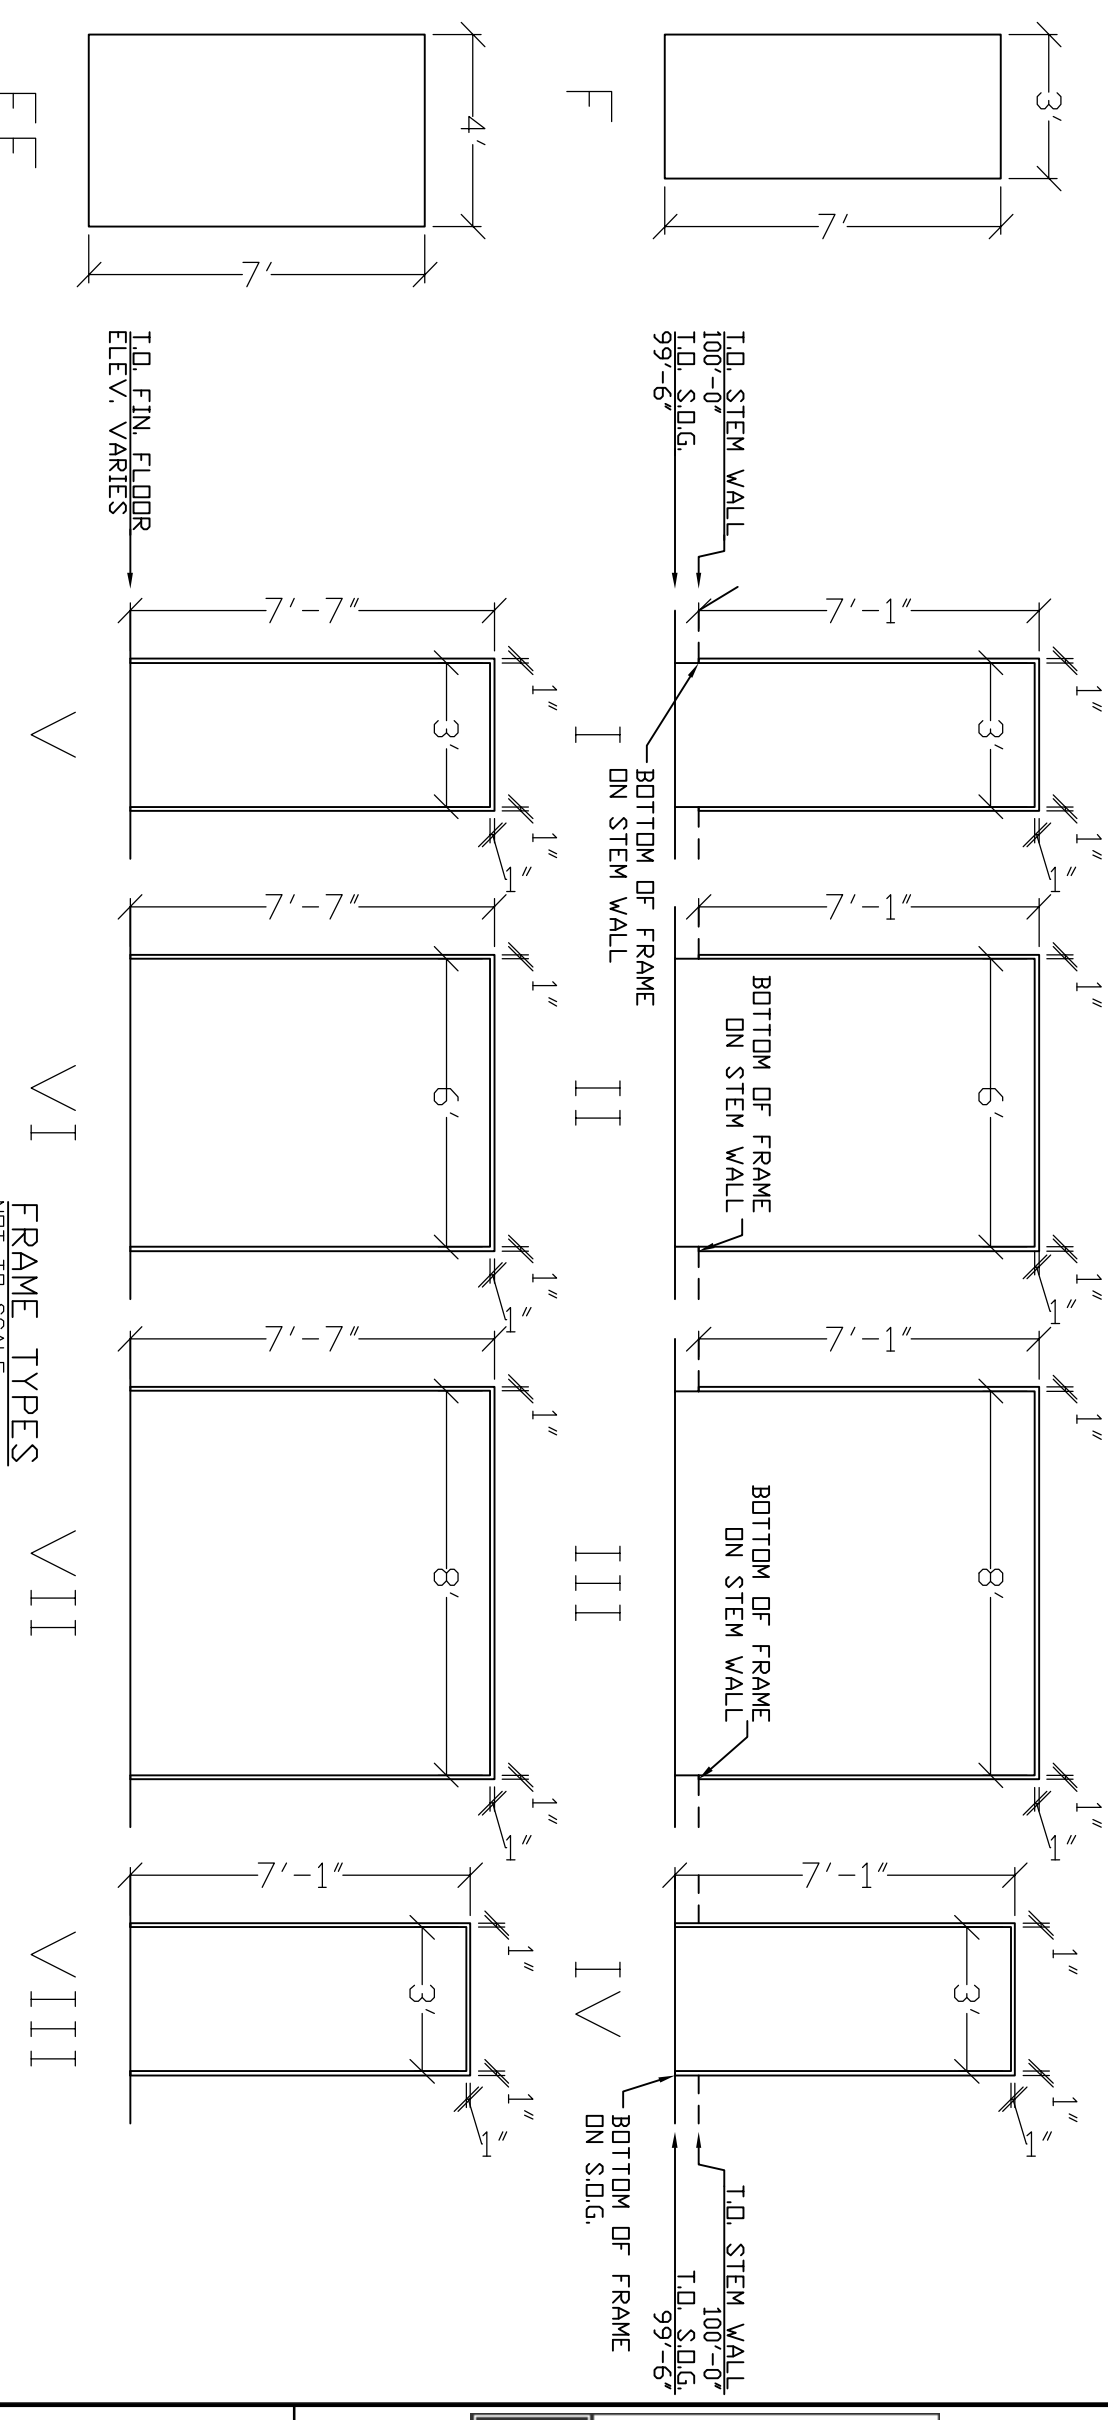 3'
7'
F
T.O. STEM WALL
100'-0"
T.O. S.O.G.
99'-6"
7'-1"
1"
3'
1"
1"
I
BOTTOM OF FRAME
ON STEM WALL
7'-1"
1"
6'
1"
1"
BOTTOM OF FRAME
ON STEM WALL
II
7'-1"
1"
8'
1"
1"
BOTTOM OF FRAME
ON STEM WALL
III
7'-1"
1"
3'
1"
1"
IV
BOTTOM OF FRAME
ON S.O.G.
T.O. STEM WALL
100'-0"
T.O. S.O.G.
99'-6"
4'
7'
FF
T.O. FIN. FLOOR
ELEV. VARIES
7'-7"
1"
3'
1"
1"
V
7'-7"
1"
6'
1"
1"
VI
7'-7"
1"
8'
1"
1"
VII
7'-1"
1"
3'
1"
1"
VIII
FRAME TYPES
NOT TO SCALE